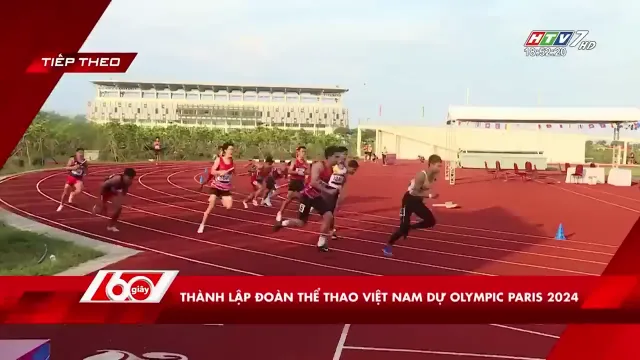 TIẾP THEO
HTV7 HD
18:52:20
60 giây
THÀNH LẬP ĐOÀN THỂ THAO VIỆT NAM DỰ OLYMPIC PARIS 2024